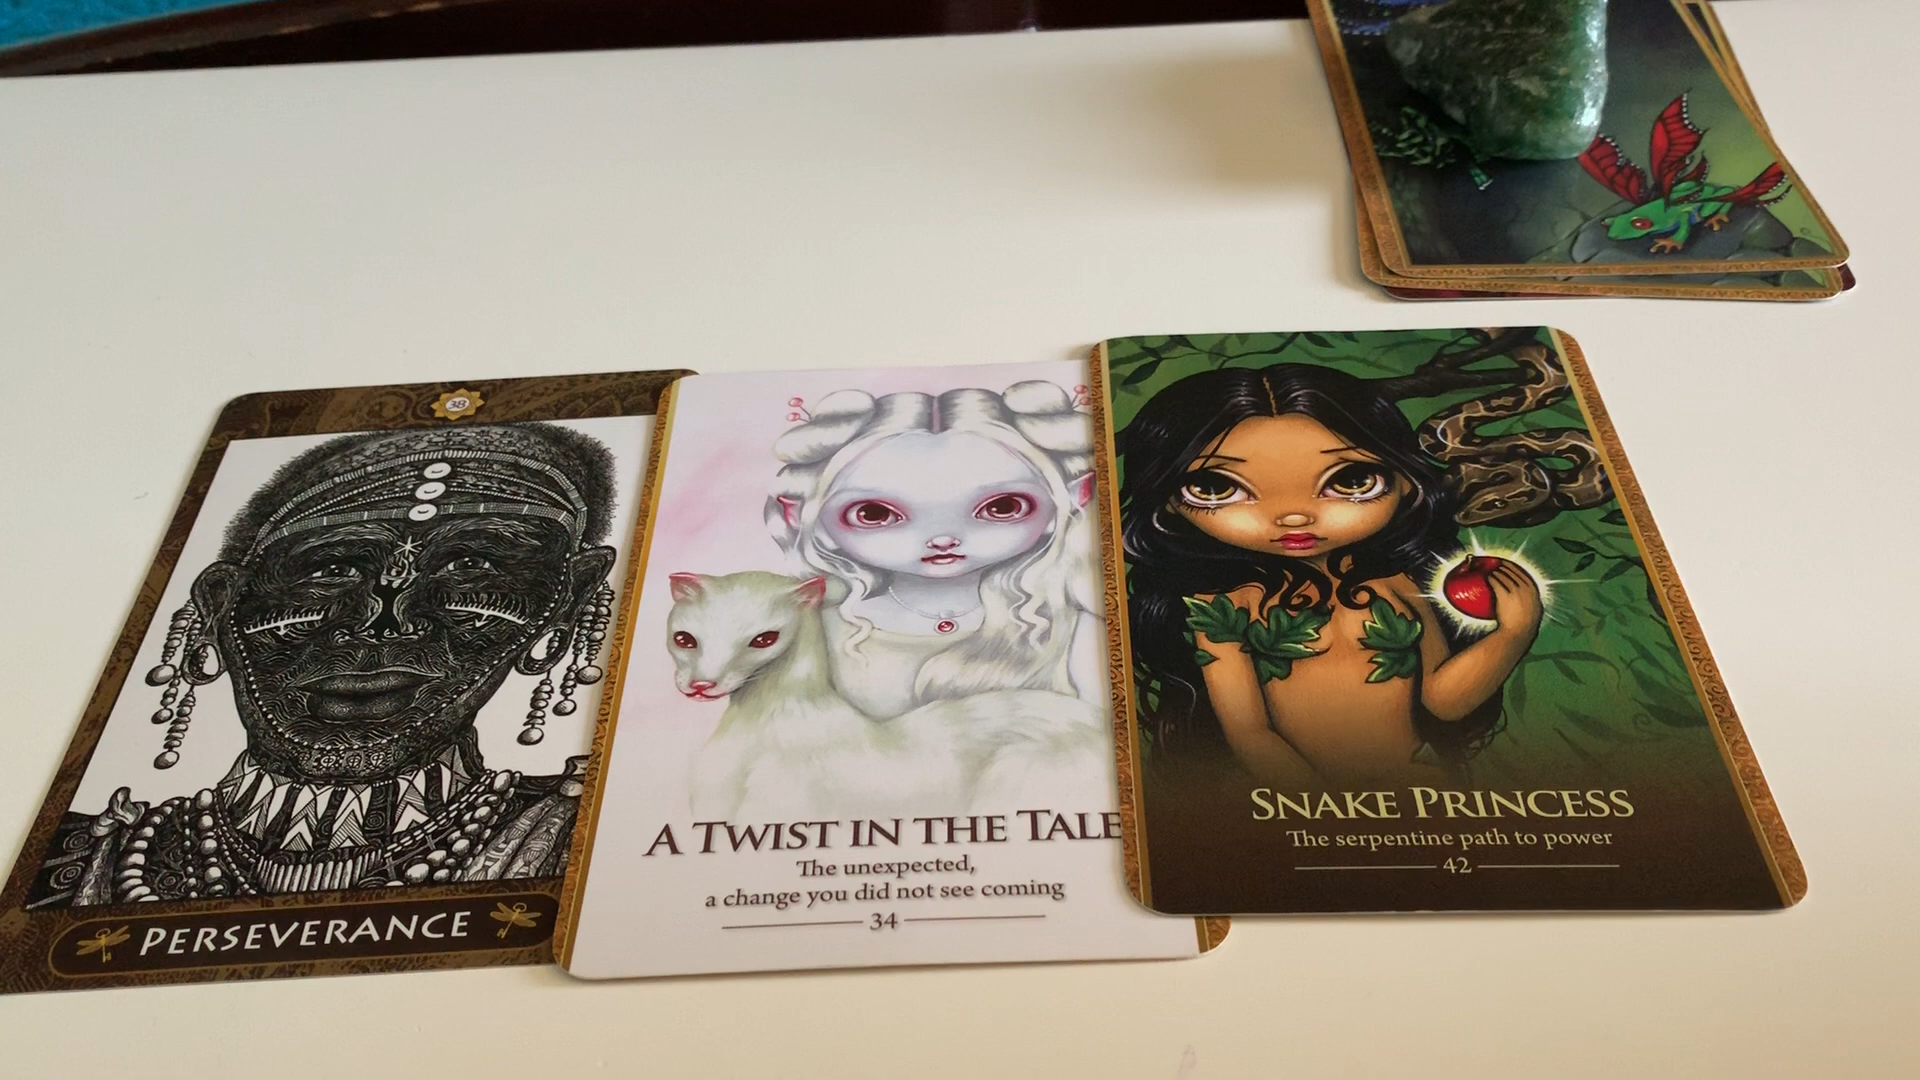 38
PERSEVERANCE
A TWIST IN THE TALE
The unexpected,
a change you did not see coming
34
SNAKE PRINCESS
The serpentine path to power
42